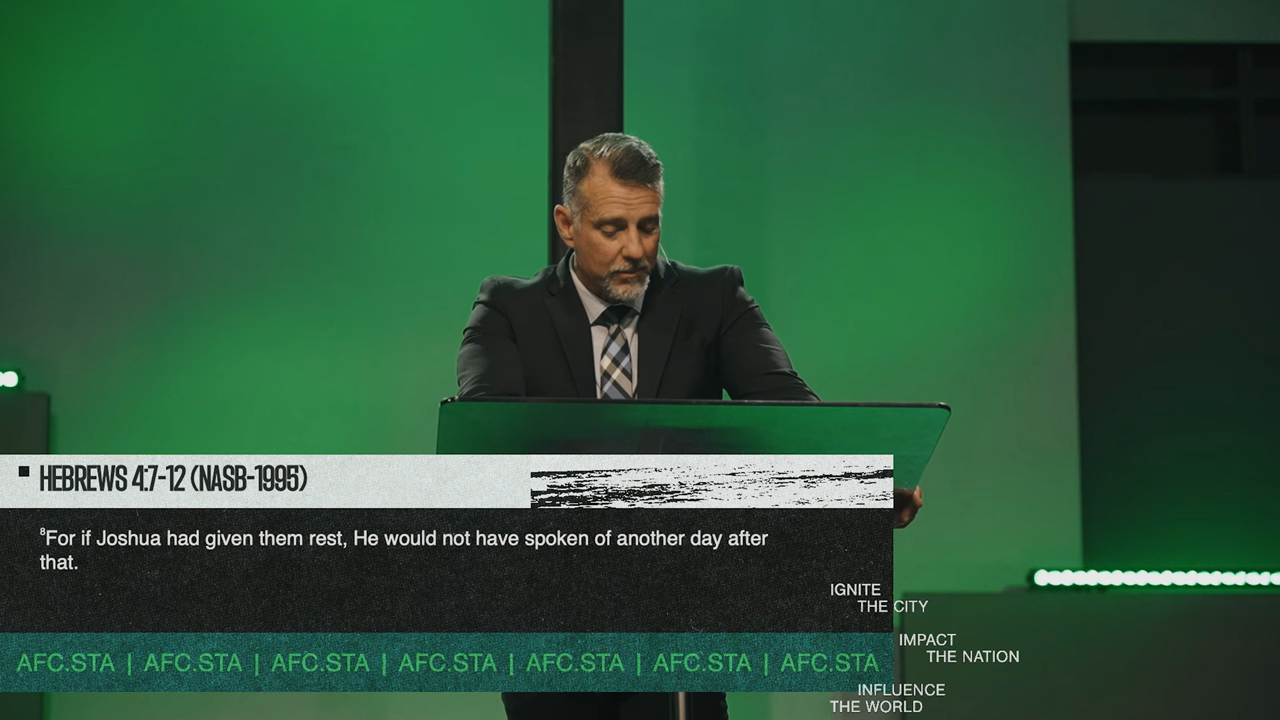 HEBREWS 4:7-12 (NASB-1995)
⁸For if Joshua had given them rest, He would not have spoken of another day after
that.
IGNITE
THE CITY
IMPACT
THE NATION
INFLUENCE
THE WORLD
AFC.STA | AFC.STA | AFC.STA | AFC.STA | AFC.STA | AFC.STA | AFC.STA